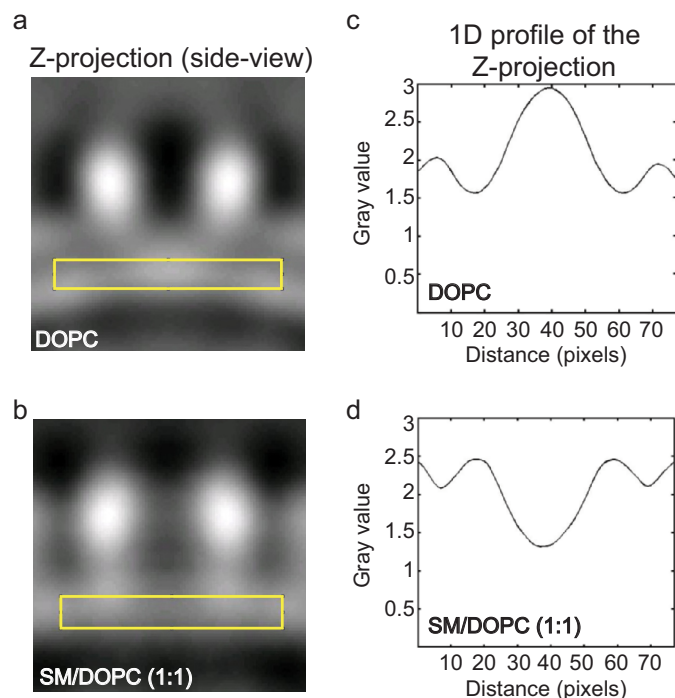 a
Z-projection (side-view)
DOPC
b
SM/DOPC (1:1)
c
1D profile of the
Z-projection
3
2.5
2
1.5
1
0.5
Gray value
DOPC
10 20 30 40 50 60 70
Distance (pixels)
d
3
2.5
2
1.5
1
0.5
Gray value
SM/DOPC (1:1)
10 20 30 40 50 60 70
Distance (pixels)